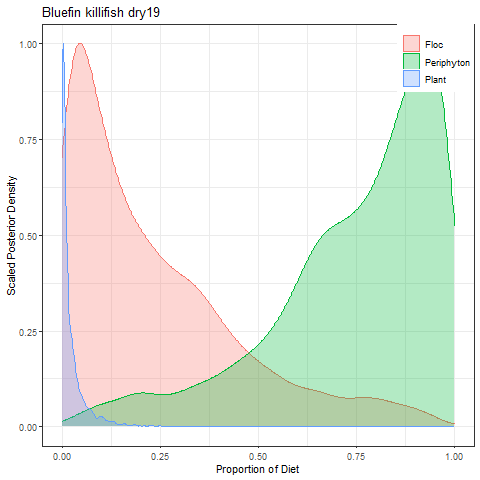 Bluefin killifish dry19
Floc
Periphyton
Plant
1.00
0.75
0.50
0.25
0.00
Scaled Posterior Density
0.00 0.25 0.50 0.75 1.00
Proportion of Diet